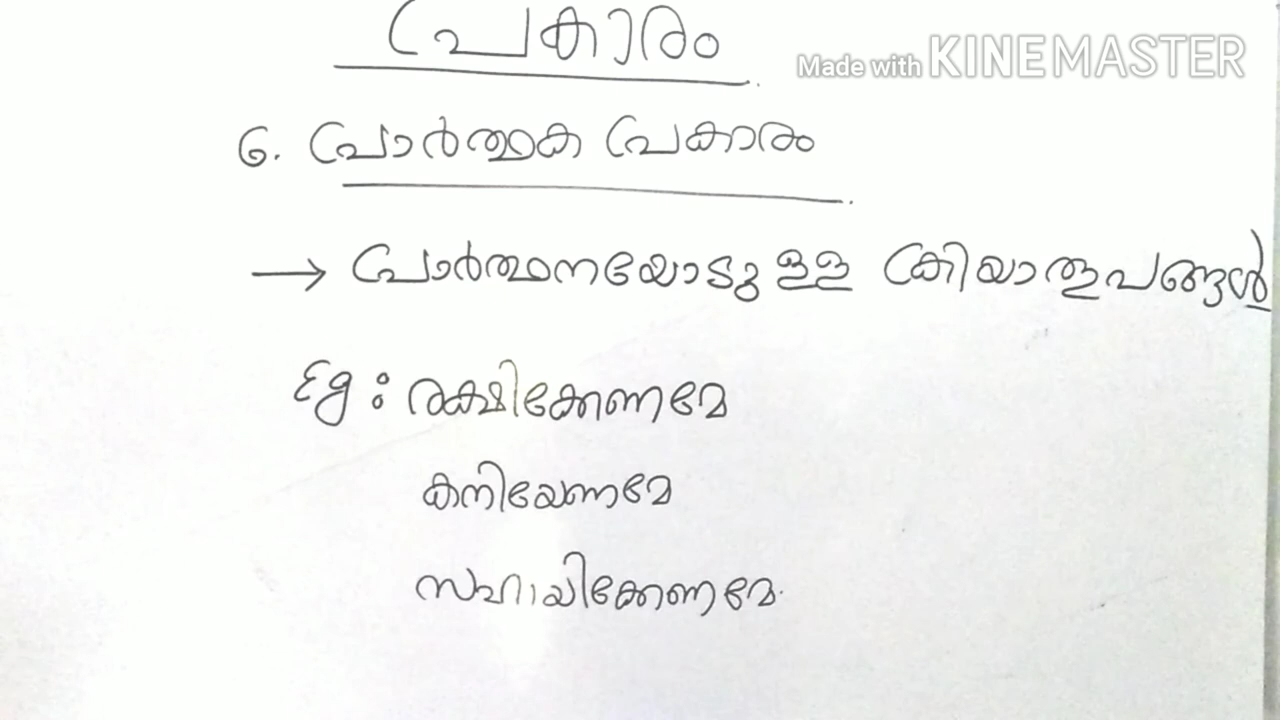 പ്രകാരം
Made with KINEMASTER
6. പ്രാർത്ഥക പ്രകാരം
→ പ്രാർത്ഥനയോടുള്ള ക്രിയാരൂപങ്ങൾ
Eg : രക്ഷിക്കേണമേ
കനിയേണമേ
സഹായിക്കേണമേ.